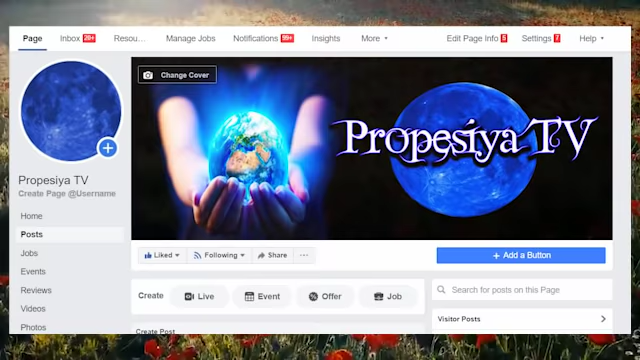 Page Inbox 20+ Resou... Manage Jobs Notifications 99+ Insights More Edit Page Info 5 Settings 7 Help
Change Cover
Propesiya TV
Propesiya TV
Create Page @Username
Home
Posts
Jobs
Events
Reviews
Videos
Photos
Liked Following Share ... + Add a Button
Create Live Event Offer Job
Search for posts on this Page
Visitor Posts
Create Post